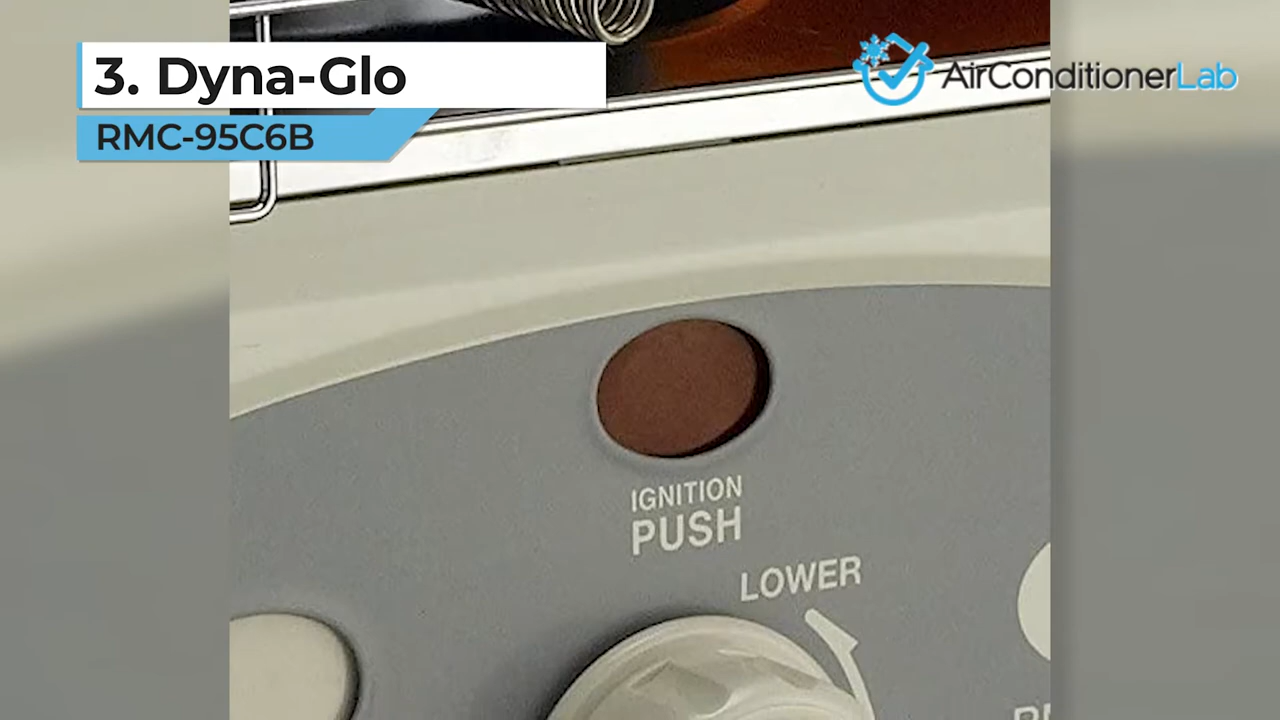 3. Dyna-Glo
RMC-95C6B
AirConditionerLab
IGNITION
PUSH
LOWER